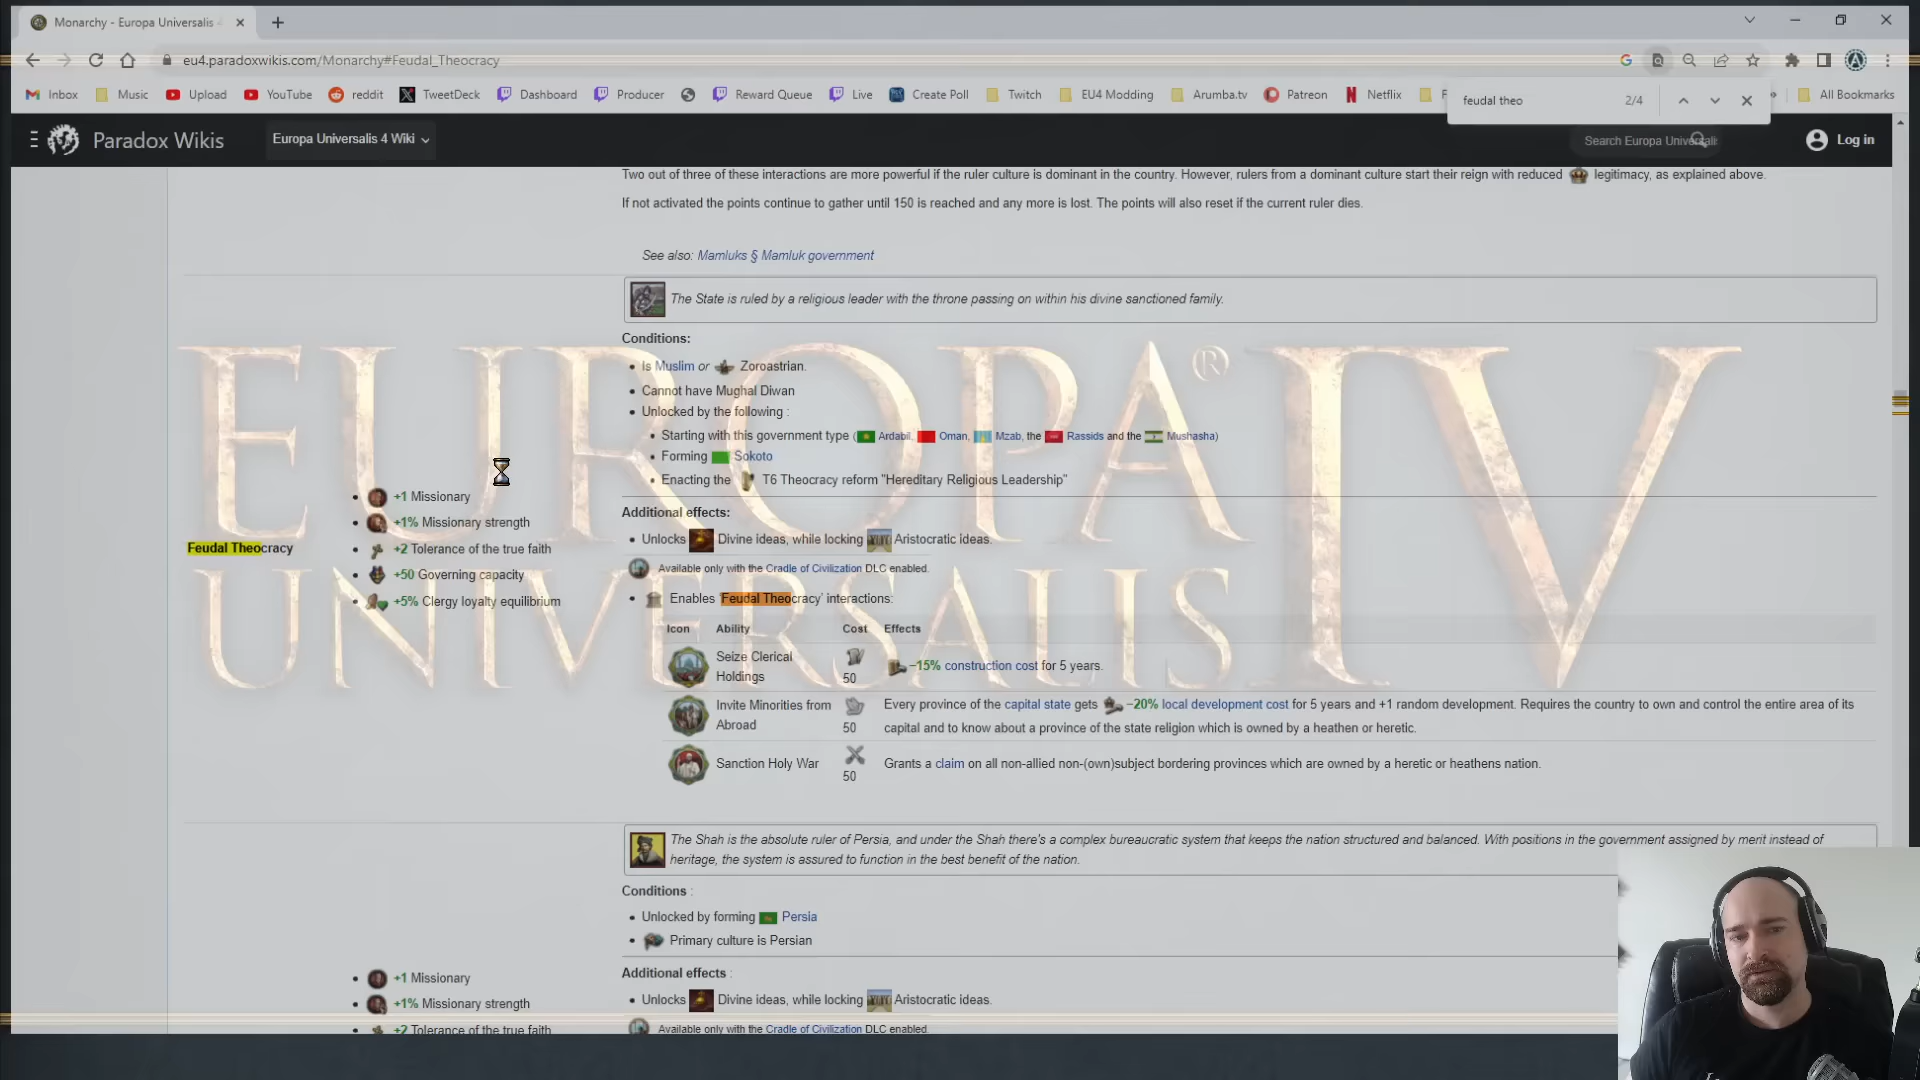 Monarchy - Europa Universalis 4
eu4.paradoxwikis.com/Monarchy#Feudal_Theocracy
Inbox Music Upload YouTube reddit TweetDeck Dashboard Producer Reward Queue Live Create Poll Twitch EU4 Modding Arumba.tv Patreon Netflix All Bookmarks
feudal theo 2/4
Paradox Wikis Europa Universalis 4 Wiki Search Europa Universalis Log in
Two out of three of these interactions are more powerful if the ruler culture is dominant in the country. However, rulers from a dominant culture start their reign with reduced legitimacy, as explained above.
If not activated the points continue to gather until 150 is reached and any more is lost. The points will also reset if the current ruler dies.
See also: Mamluks § Mamluk government
The State is ruled by a religious leader with the throne passing on within his divine sanctioned family.
Conditions:
Is Muslim or Zoroastrian.
Cannot have Mughal Diwan
Unlocked by the following :
Starting with this government type ( Ardabil, Oman, Mzab, the Rassids and the Mushasha)
Forming Sokoto
Enacting the T6 Theocracy reform "Hereditary Religious Leadership"
EUROPA® IV
UNIVERSALIS
Feudal Theocracy
+1 Missionary
+1% Missionary strength
+2 Tolerance of the true faith
+50 Governing capacity
+5% Clergy loyalty equilibrium
Additional effects:
Unlocks Divine ideas, while locking Aristocratic ideas.
Available only with the Cradle of Civilization DLC enabled.
Enables 'Feudal Theocracy' interactions:
Icon Ability Cost Effects
Seize Clerical Holdings 50 −15% construction cost for 5 years.
Invite Minorities from Abroad 50 Every province of the capital state gets −20% local development cost for 5 years and +1 random development. Requires the country to own and control the entire area of its
capital and to know about a province of the state religion which is owned by a heathen or heretic.
Sanction Holy War 50 Grants a claim on all non-allied non-(own)subject bordering provinces which are owned by a heretic or heathens nation.
The Shah is the absolute ruler of Persia, and under the Shah there's a complex bureaucratic system that keeps the nation structured and balanced. With positions in the government assigned by merit instead of
heritage, the system is assured to function in the best benefit of the nation.
Conditions :
Unlocked by forming Persia
Primary culture is Persian
+1 Missionary
+1% Missionary strength
+2 Tolerance of the true faith
Additional effects :
Unlocks Divine ideas, while locking Aristocratic ideas.
Available only with the Cradle of Civilization DLC enabled.